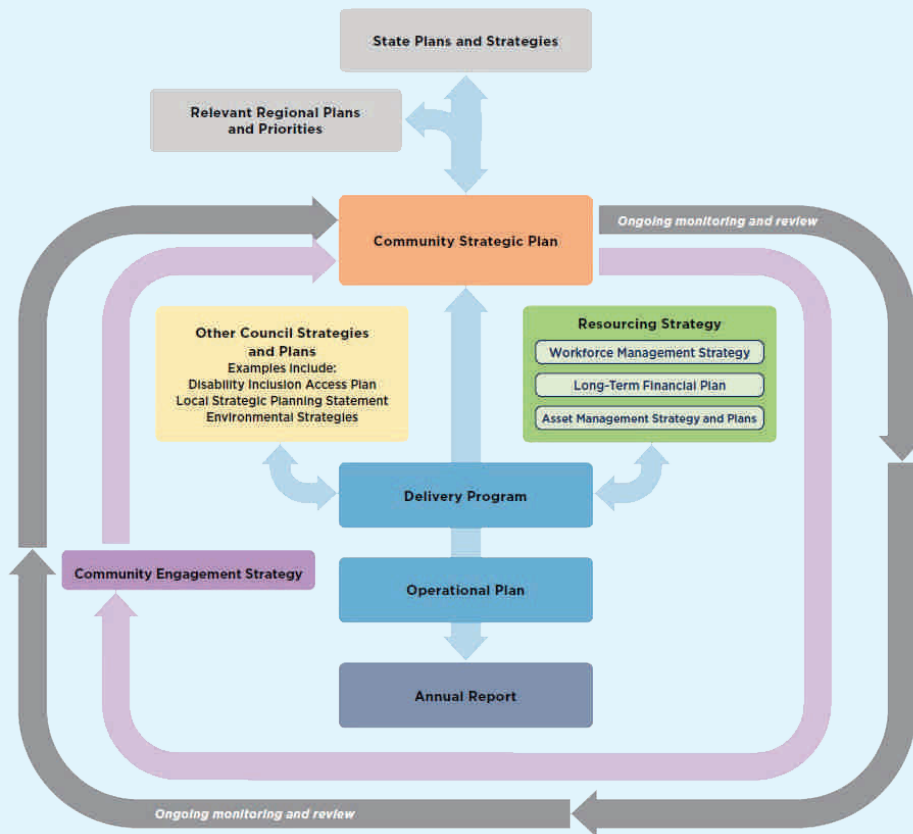 State Plans and Strategies
Relevant Regional Plans
and Priorities
Community Strategic Plan
Ongoing monitoring and review
Other Council Strategies
and Plans
Examples Include:
Disability Inclusion Access Plan
Local Strategic Planning Statement
Environmental Strategies
Resourcing Strategy
Workforce Management Strategy
Long-Term Financial Plan
Asset Management Strategy and Plans
Delivery Program
Community Engagement Strategy
Operational Plan
Annual Report
Ongoing monitoring and review